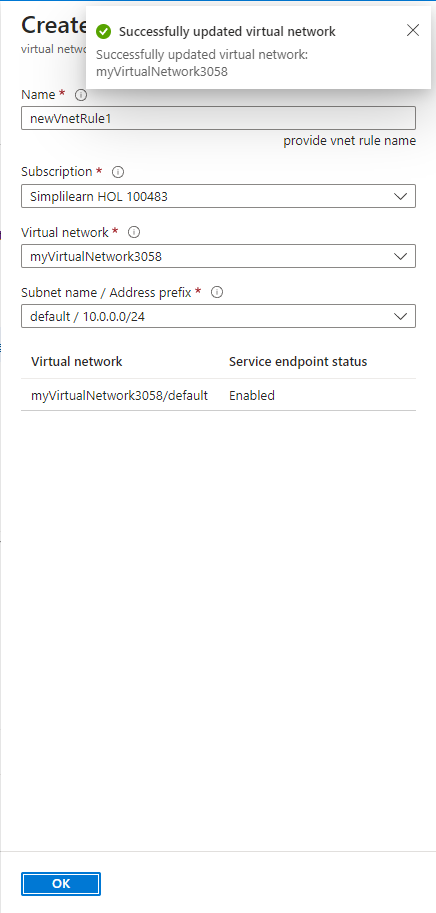 Create
virtual netwo
Successfully updated virtual network
Successfully updated virtual network:
myVirtualNetwork3058
Name *
newVnetRule1
provide vnet rule name
Subscription *
Simplilearn HOL 100483
Virtual network *
myVirtualNetwork3058
Subnet name / Address prefix *
default / 10.0.0.0/24
Virtual network Service endpoint status
myVirtualNetwork3058/default Enabled
OK